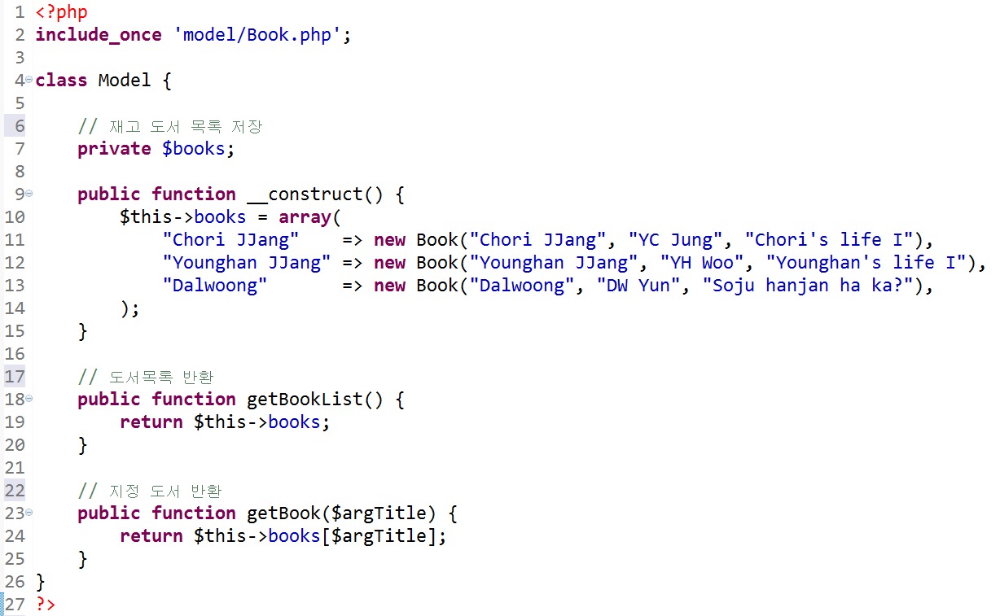 1 <?php
2 include_once 'model/Book.php';
3
4 class Model {
5
6     // 재고 도서 목록 저장
7     private $books;
8
9     public function __construct() {
10         $this->books = array(
11             "Chori JJang"    => new Book("Chori JJang", "YC Jung", "Chori's life I"),
12             "Younghan JJang" => new Book("Younghan JJang", "YH Woo", "Younghan's life I"),
13             "Dalwoong"       => new Book("Dalwoong", "DW Yun", "Soju hanjan ha ka?"),
14         );
15     }
16
17     // 도서목록 반환
18     public function getBookList() {
19         return $this->books;
20     }
21
22     // 지정 도서 반환
23     public function getBook($argTitle) {
24         return $this->books[$argTitle];
25     }
26 }
27 ?>